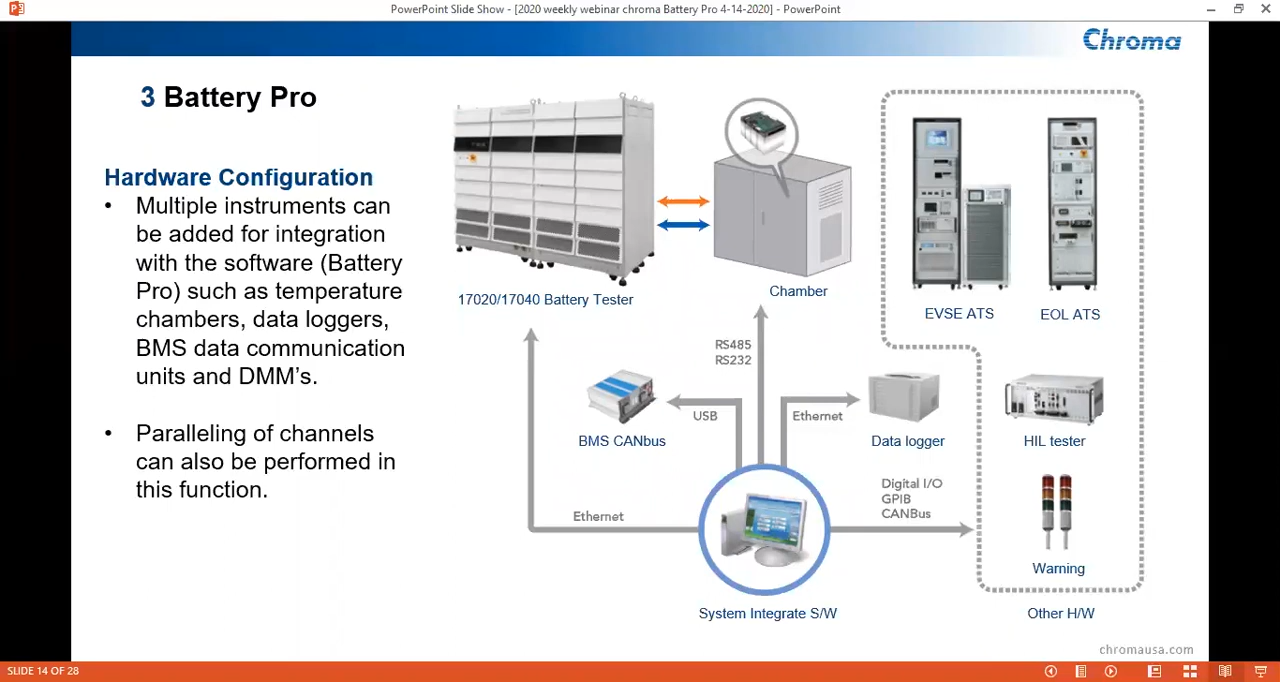 PowerPoint Slide Show - [2020 weekly webinar chroma Battery Pro 4-14-2020] - PowerPoint
Chroma
3 Battery Pro
Hardware Configuration
• Multiple instruments can
be added for integration
with the software (Battery
Pro) such as temperature
chambers, data loggers,
BMS data communication
units and DMM's.
• Paralleling of channels
can also be performed in
this function.
17020/17040 Battery Tester
Chamber
EVSE ATS
EOL ATS
RS485
RS232
USB
Ethernet
BMS CANbus
Data logger
HIL tester
Digital I/O
GPIB
CANBus
Ethernet
Warning
System Integrate S/W
Other H/W
chromausa.com
SLIDE 14 OF 28